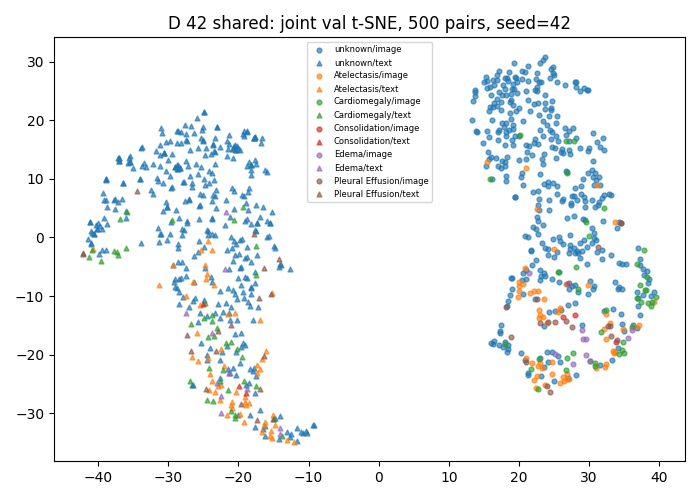 D 42 shared: joint val t-SNE, 500 pairs, seed=42
unknown/image
unknown/text
Atelectasis/image
Atelectasis/text
Cardiomegaly/image
Cardiomegaly/text
Consolidation/image
Consolidation/text
Edema/image
Edema/text
Pleural Effusion/image
Pleural Effusion/text
30
20
10
0
−10
−20
−30
−40 −30 −20 −10 0 10 20 30 40